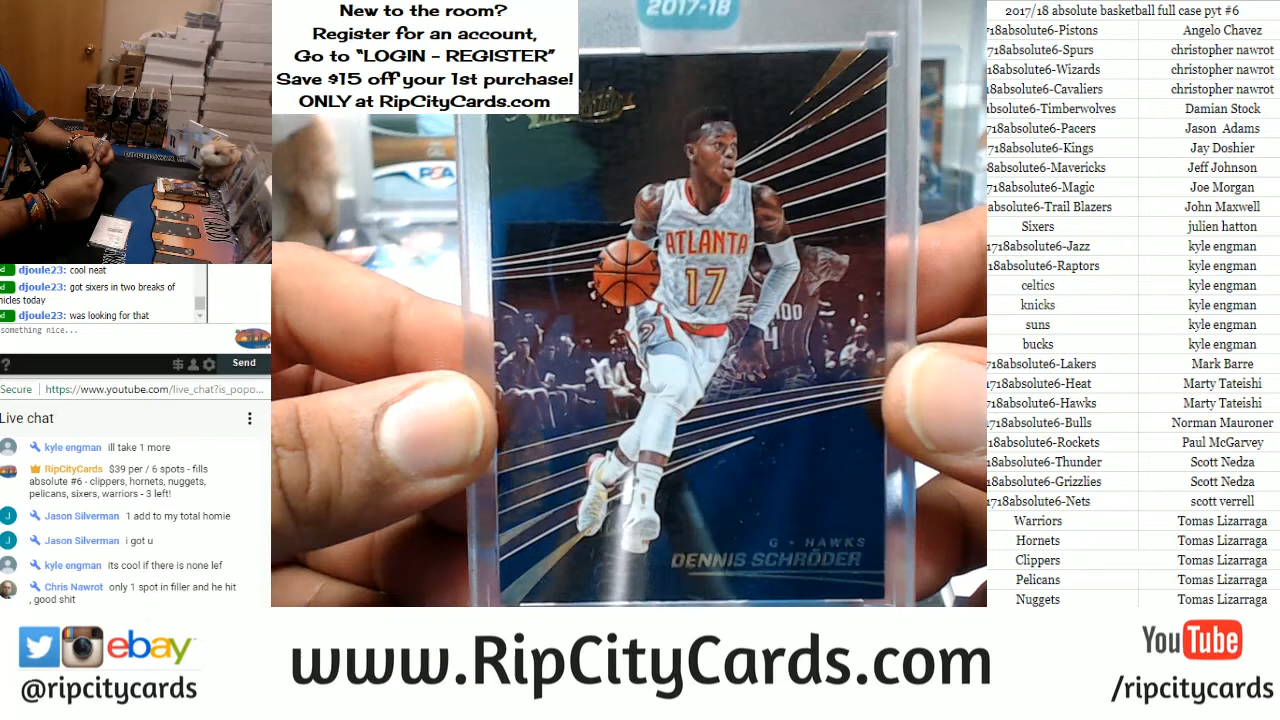 New to the room?
Register for an account,
Go to “LOGIN - REGISTER”
Save $15 off your 1st purchase!
ONLY at RipCityCards.com
2017-18
PSA
ATLANTA
17
G • HAWKS
DENNIS SCHRÖDER
djoule23: cool neat
djoule23: got sixers in two breaks of
nicles today
djoule23: was looking for that
something nice...
?
Send
Secure
https://www.youtube.com/live_chat?is_popo...
Live chat
kyle engman ill take 1 more
RipCityCards $39 per / 6 spots - fills
absolute #6 - clippers, hornets, nuggets,
pelicans, sixers, warriors - 3 left!
J Jason Silverman 1 add to my total homie
J Jason Silverman i got u
kyle engman its cool if there is none lef
Chris Nawrot only 1 spot in filler and he hit
, good shit
2017/18 absolute basketball full case pyt #6
718absolute6-Pistons Angelo Chavez
18absolute6-Spurs christopher nawrot
18absolute6-Wizards christopher nawrot
8absolute6-Cavaliers christopher nawrot
absolute6-Timberwolves Damian Stock
718absolute6-Pacers Jason Adams
18absolute6-Kings Jay Doshier
8absolute6-Mavericks Jeff Johnson
718absolute6-Magic Joe Morgan
absolute6-Trail Blazers John Maxwell
Sixers julien hatton
1718absolute6-Jazz kyle engman
18absolute6-Raptors kyle engman
celtics kyle engman
knicks kyle engman
suns kyle engman
bucks kyle engman
718absolute6-Lakers Mark Barre
1718absolute6-Heat Marty Tateishi
718absolute6-Hawks Marty Tateishi
1718absolute6-Bulls Norman Mauroner
18absolute6-Rockets Paul McGarvey
18absolute6-Thunder Scott Nedza
18absolute6-Grizzlies Scott Nedza
1718absolute6-Nets scott verrell
Warriors Tomas Lizarraga
Hornets Tomas Lizarraga
Clippers Tomas Lizarraga
Pelicans Tomas Lizarraga
Nuggets Tomas Lizarraga
ebay
@ripcitycards
www.RipCityCards.com
YouTube
/ripcitycards